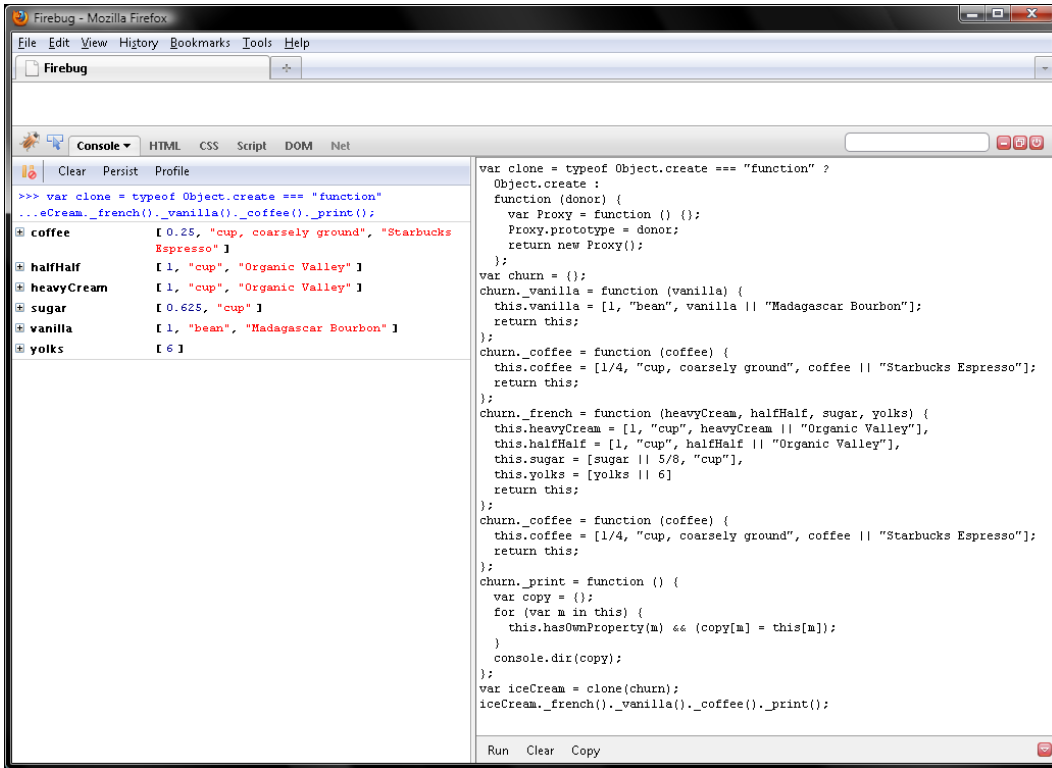 Firebug - Mozilla Firefox
File Edit View History Bookmarks Tools Help
Firebug
Console HTML CSS Script DOM Net
Clear Persist Profile
>>> var clone = typeof Object.create === "function"
...eCream._french()._vanilla()._coffee()._print();
coffee [ 0.25, "cup, coarsely ground", "Starbucks
Espresso" ]
halfHalf [ 1, "cup", "Organic Valley" ]
heavyCream [ 1, "cup", "Organic Valley" ]
sugar [ 0.625, "cup" ]
vanilla [ 1, "bean", "Madagascar Bourbon" ]
yolks [ 6 ]
var clone = typeof Object.create === "function" ?
  Object.create :
  function (donor) {
    var Proxy = function () {};
    Proxy.prototype = donor;
    return new Proxy();
  };
var churn = {};
churn._vanilla = function (vanilla) {
  this.vanilla = [1, "bean", vanilla || "Madagascar Bourbon"];
  return this;
};
churn._coffee = function (coffee) {
  this.coffee = [1/4, "cup, coarsely ground", coffee || "Starbucks Espresso"];
  return this;
};
churn._french = function (heavyCream, halfHalf, sugar, yolks) {
  this.heavyCream = [1, "cup", heavyCream || "Organic Valley"],
  this.halfHalf = [1, "cup", halfHalf || "Organic Valley"],
  this.sugar = [sugar || 5/8, "cup"],
  this.yolks = [yolks || 6]
  return this;
};
churn._coffee = function (coffee) {
  this.coffee = [1/4, "cup, coarsely ground", coffee || "Starbucks Espresso"];
  return this;
};
churn._print = function () {
  var copy = {};
  for (var m in this) {
    this.hasOwnProperty(m) && (copy[m] = this[m]);
  }
  console.dir(copy);
};
var iceCream = clone(churn);
iceCream._french()._vanilla()._coffee()._print();
Run Clear Copy